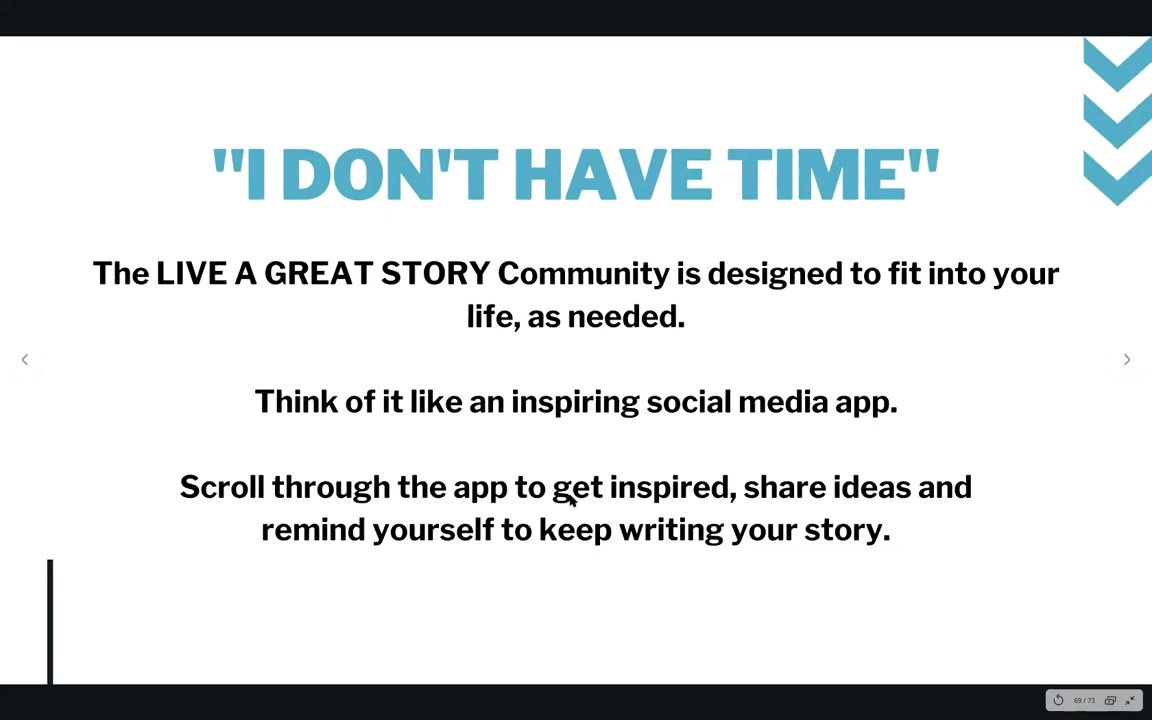 "I DON'T HAVE TIME"
The LIVE A GREAT STORY Community is designed to fit into your
life, as needed.
Think of it like an inspiring social media app.
Scroll through the app to get inspired, share ideas and
remind yourself to keep writing your story.
69 / 73